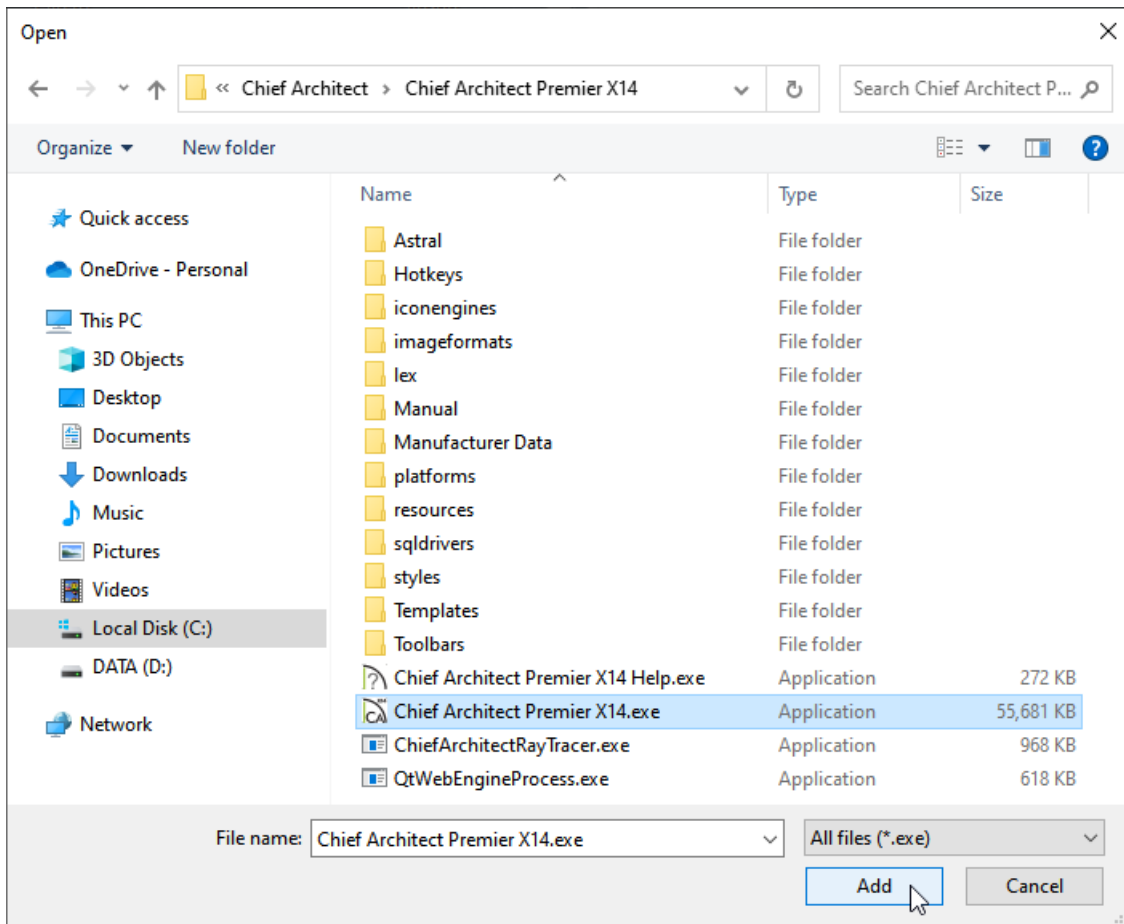 Open
« Chief Architect > Chief Architect Premier X14
Search Chief Architect P...
Organize
New folder
?
Name
Type
Size
Quick access
OneDrive - Personal
This PC
3D Objects
Desktop
Documents
Downloads
Music
Pictures
Videos
Local Disk (C:)
DATA (D:)
Network
Astral File folder
Hotkeys File folder
iconengines File folder
imageformats File folder
lex File folder
Manual File folder
Manufacturer Data File folder
platforms File folder
resources File folder
sqldrivers File folder
styles File folder
Templates File folder
Toolbars File folder
Chief Architect Premier X14 Help.exe Application 272 KB
Chief Architect Premier X14.exe Application 55,681 KB
ChiefArchitectRayTracer.exe Application 968 KB
QtWebEngineProcess.exe Application 618 KB
File name: Chief Architect Premier X14.exe
All files (*.exe)
Add
Cancel